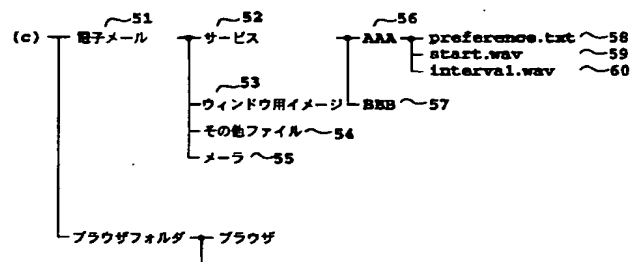 51 52 56
(c) 電子メール サービス AAA preference.txt 58
start.wav 59
53 interval.wav 60
ウィンドウ用イメージ BBB 57
その他ファイル 54
メーラ 55
ブラウザフォルダ ブラウザ